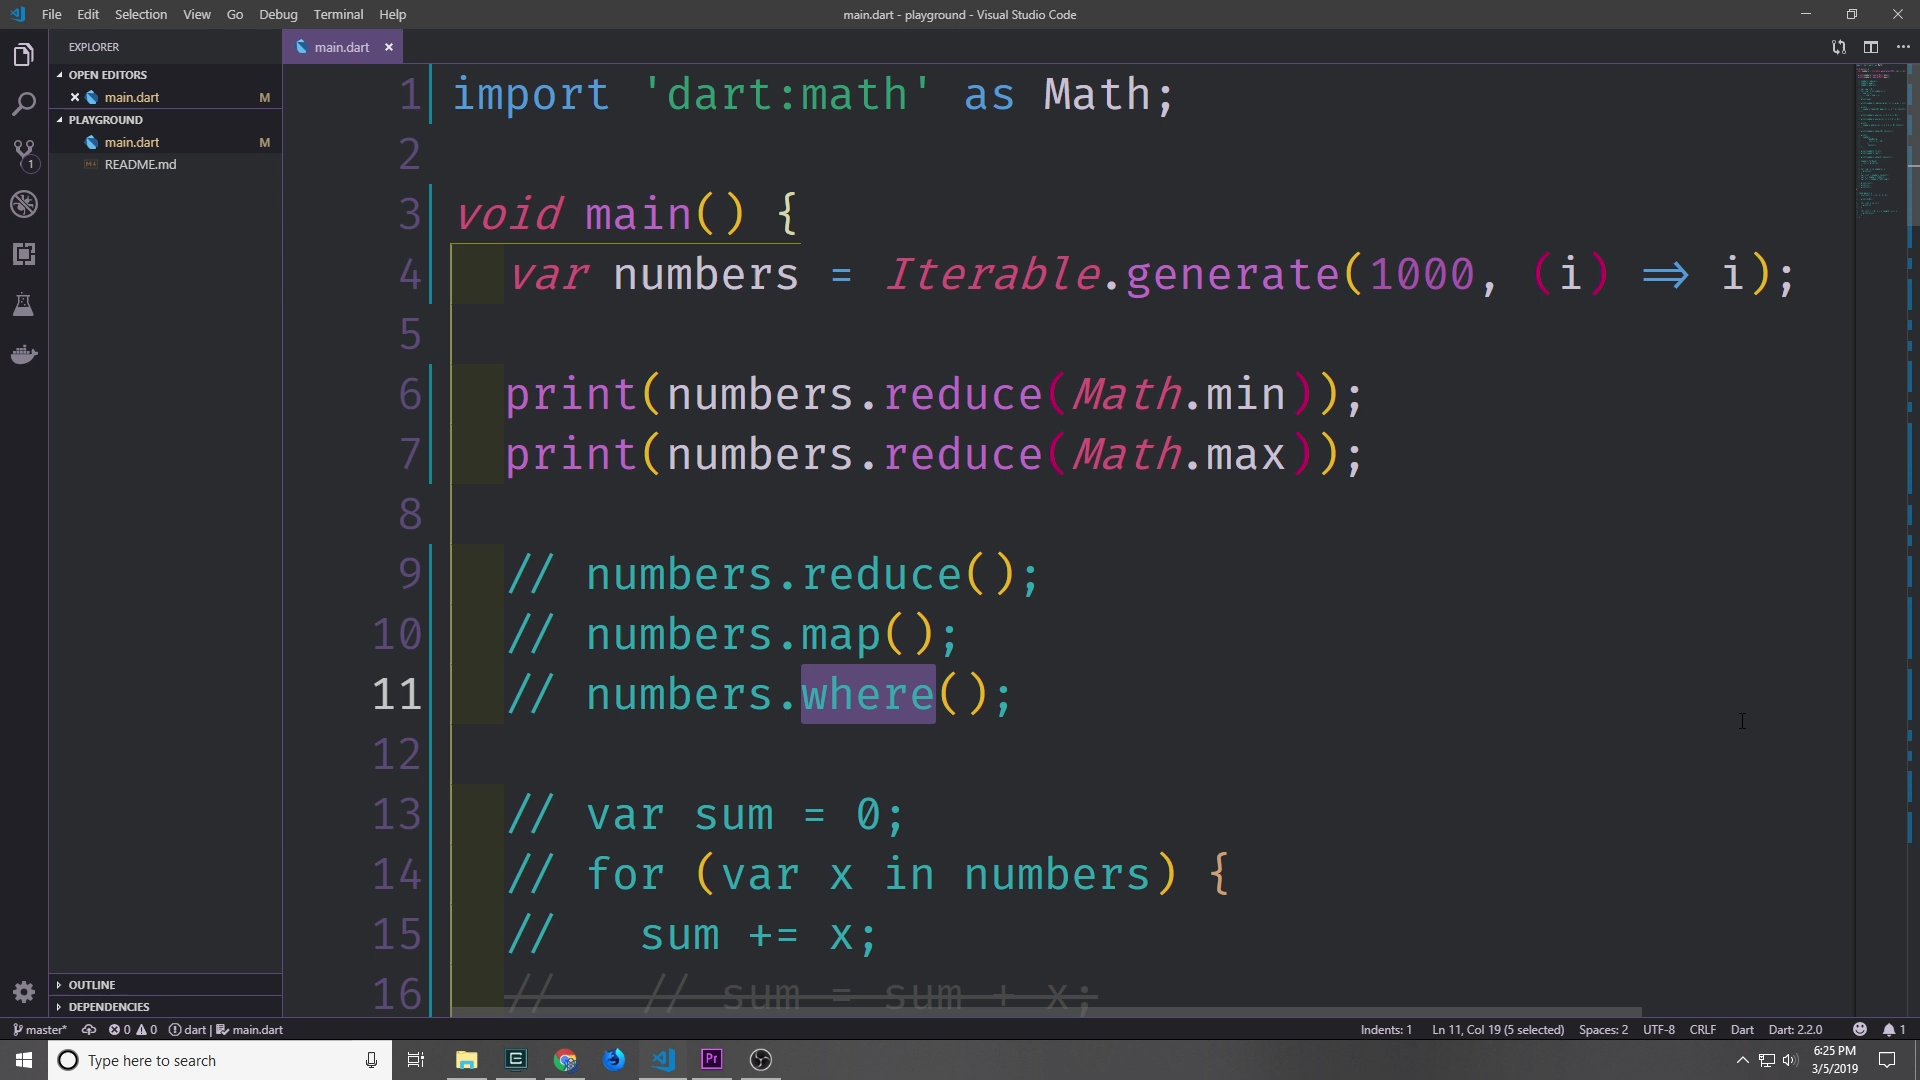 File Edit Selection View Go Debug Terminal Help
main.dart - playground - Visual Studio Code
EXPLORER
main.dart
OPEN EDITORS
main.dart M
PLAYGROUND
main.dart M
README.md
1
1 import 'dart:math' as Math;
2
3 void main() {
4 var numbers = Iterable.generate(1000, (i) => i);
5
6 print(numbers.reduce(Math.min));
7 print(numbers.reduce(Math.max));
8
9 // numbers.reduce();
10 // numbers.map();
11 // numbers.where();
12
13 // var sum = 0;
14 // for (var x in numbers) {
15 //   sum += x;
16 //   // sum = sum + x;
OUTLINE
DEPENDENCIES
master* 0 0 dart | main.dart
Indents: 1 Ln 11, Col 19 (5 selected) Spaces: 2 UTF-8 CRLF Dart Dart: 2.2.0 1
Type here to search
Pr
6:25 PM
3/5/2019